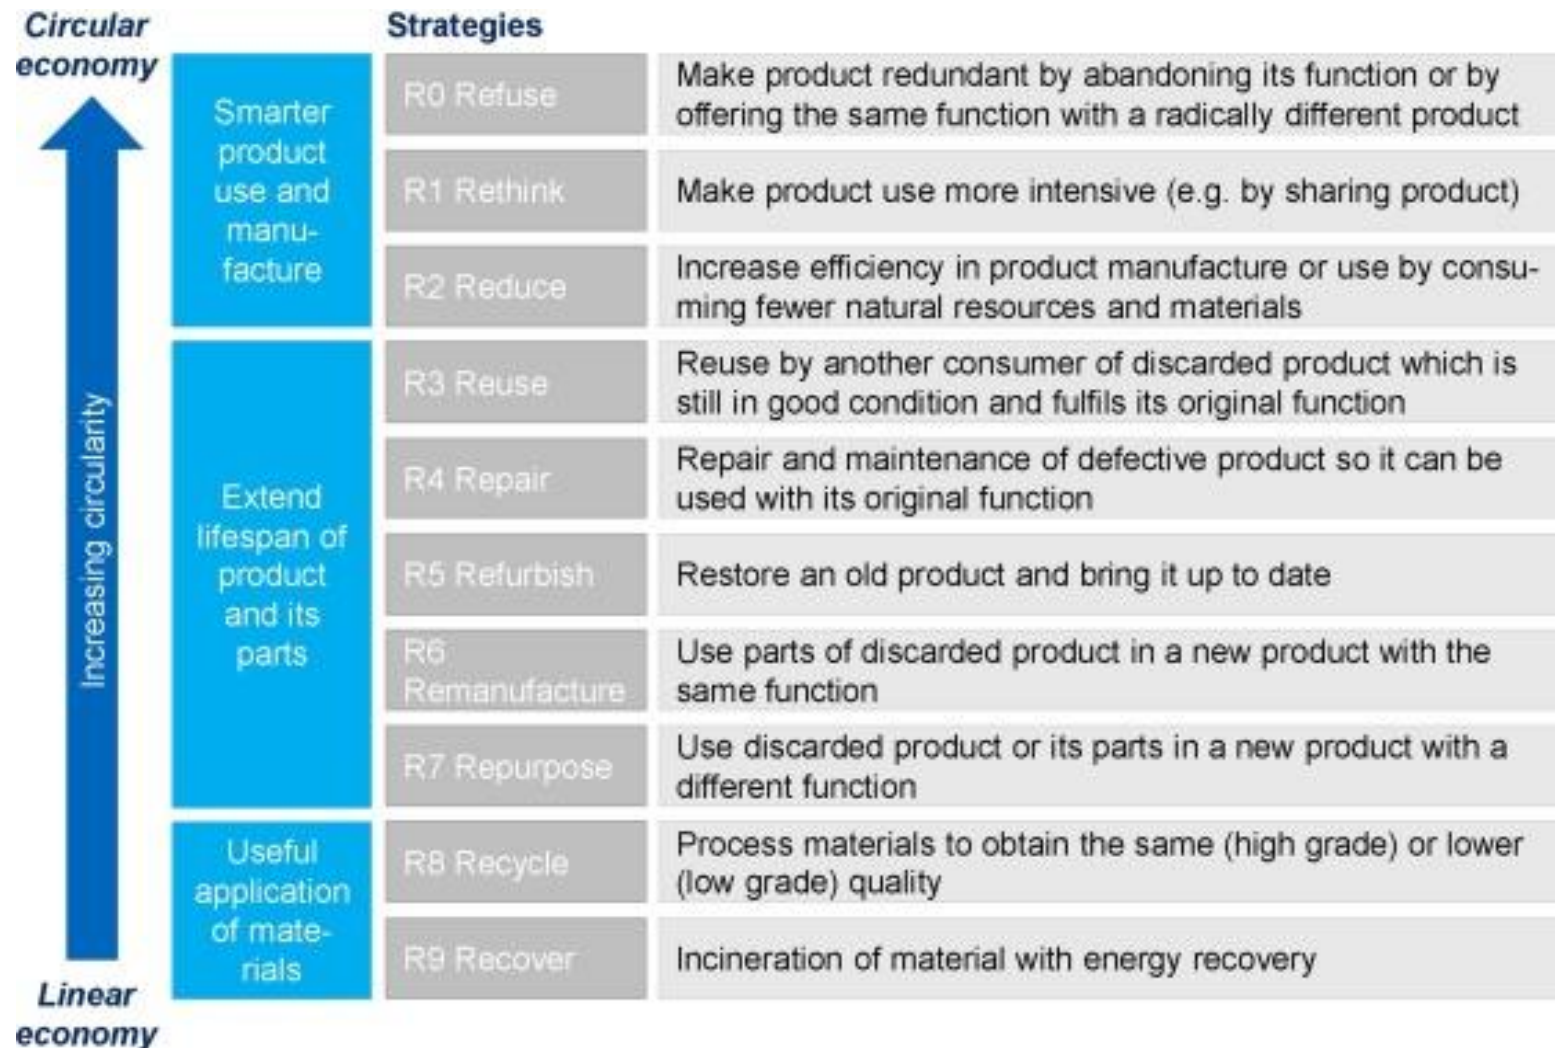 Circular
economy
Strategies
Increasing circularity
Linear
economy
Smarter
product
use and
manu-
facture
R0 Refuse
Make product redundant by abandoning its function or by
offering the same function with a radically different product
R1 Rethink
Make product use more intensive (e.g. by sharing product)
R2 Reduce
Increase efficiency in product manufacture or use by consu-
ming fewer natural resources and materials
Extend
lifespan of
product
and its
parts
R3 Reuse
Reuse by another consumer of discarded product which is
still in good condition and fulfils its original function
R4 Repair
Repair and maintenance of defective product so it can be
used with its original function
R5 Refurbish
Restore an old product and bring it up to date
R6
Remanufacture
Use parts of discarded product in a new product with the
same function
R7 Repurpose
Use discarded product or its parts in a new product with a
different function
Useful
application
of mate-
rials
R8 Recycle
Process materials to obtain the same (high grade) or lower
(low grade) quality
R9 Recover
Incineration of material with energy recovery